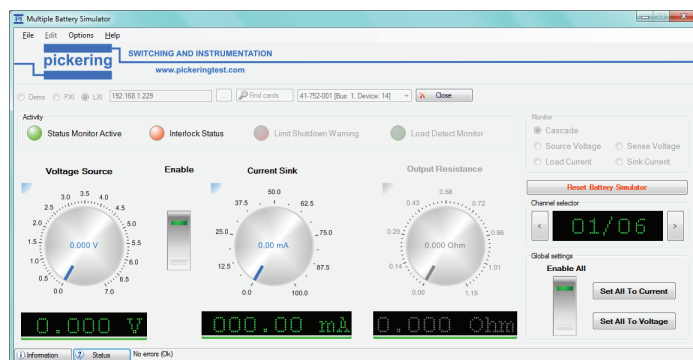 Multiple Battery Simulator
File Edit Options Help
pickering
SWITCHING AND INSTRUMENTATION
www.pickeringtest.com
Demo PXI LXI 192.168.1.229 ... Find cards 41-752-001 [Bus: 1, Device: 14] Close
Activity
Status Monitor Active Interlock Status Limit Shutdown Warning Load Detect Monitor
Monitor
Cascade
Source Voltage Sense Voltage
Load Current Sink Current
Voltage Source
0.0 0.5 1.0 1.5 2.0 2.5 3.0 3.5 4.0 4.5 5.0 5.5 6.0 6.5 7.0
0.000 V
0.000 V
Enable
Current Sink
0.0 12.5 25.0 37.5 50.0 62.5 75.0 87.5 100.0
0.00 mA
000.00 mA
Output Resistance
0.00 0.14 0.29 0.43 0.58 0.72 0.86 1.01 1.15
0.000 Ohm
0.000 Ohm
Reset Battery Simulator
Channel selector
< 01/06 >
Global settings
Enable All
Set All To Current
Set All To Voltage
Information Status No errors (Ok)